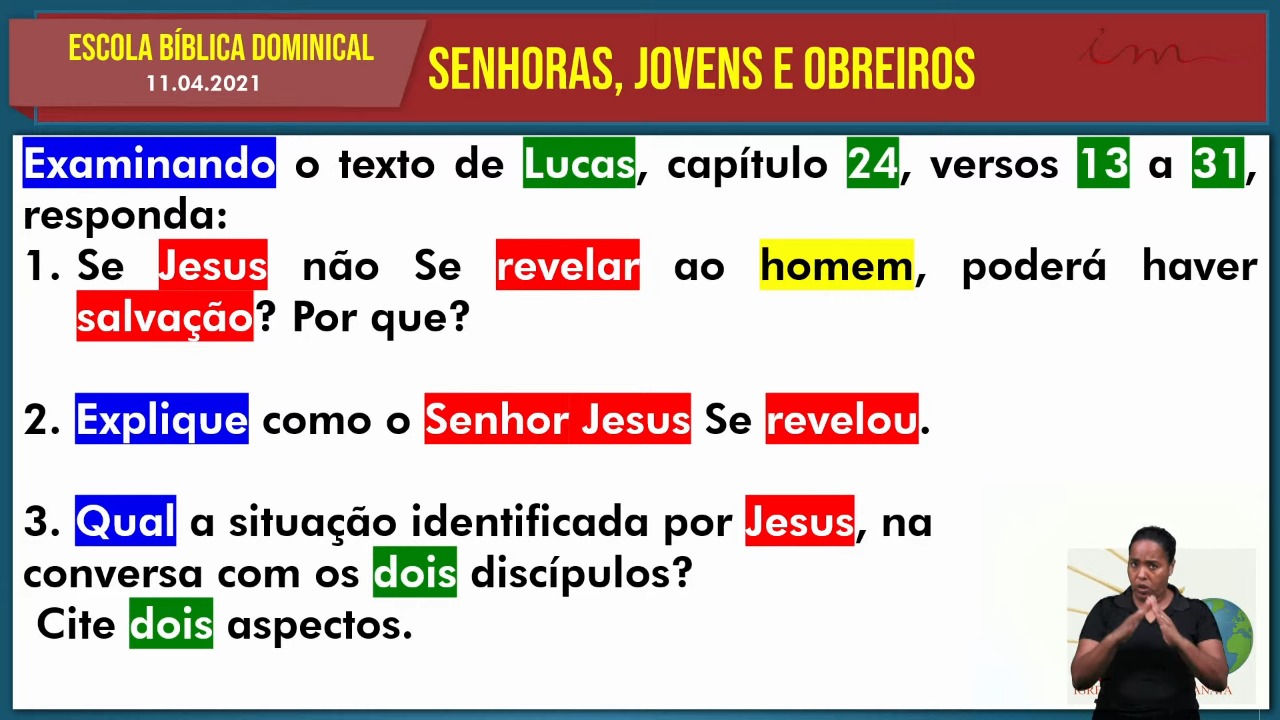 ESCOLA BÍBLICA DOMINICAL
11.04.2021
SENHORAS, JOVENS E OBREIROS
im
Examinando o texto de Lucas, capítulo 24, versos 13 a 31,
responda:
1. Se Jesus não Se revelar ao homem, poderá haver
salvação? Por que?
2. Explique como o Senhor Jesus Se revelou.
3. Qual a situação identificada por Jesus, na
conversa com os dois discípulos?
Cite dois aspectos.